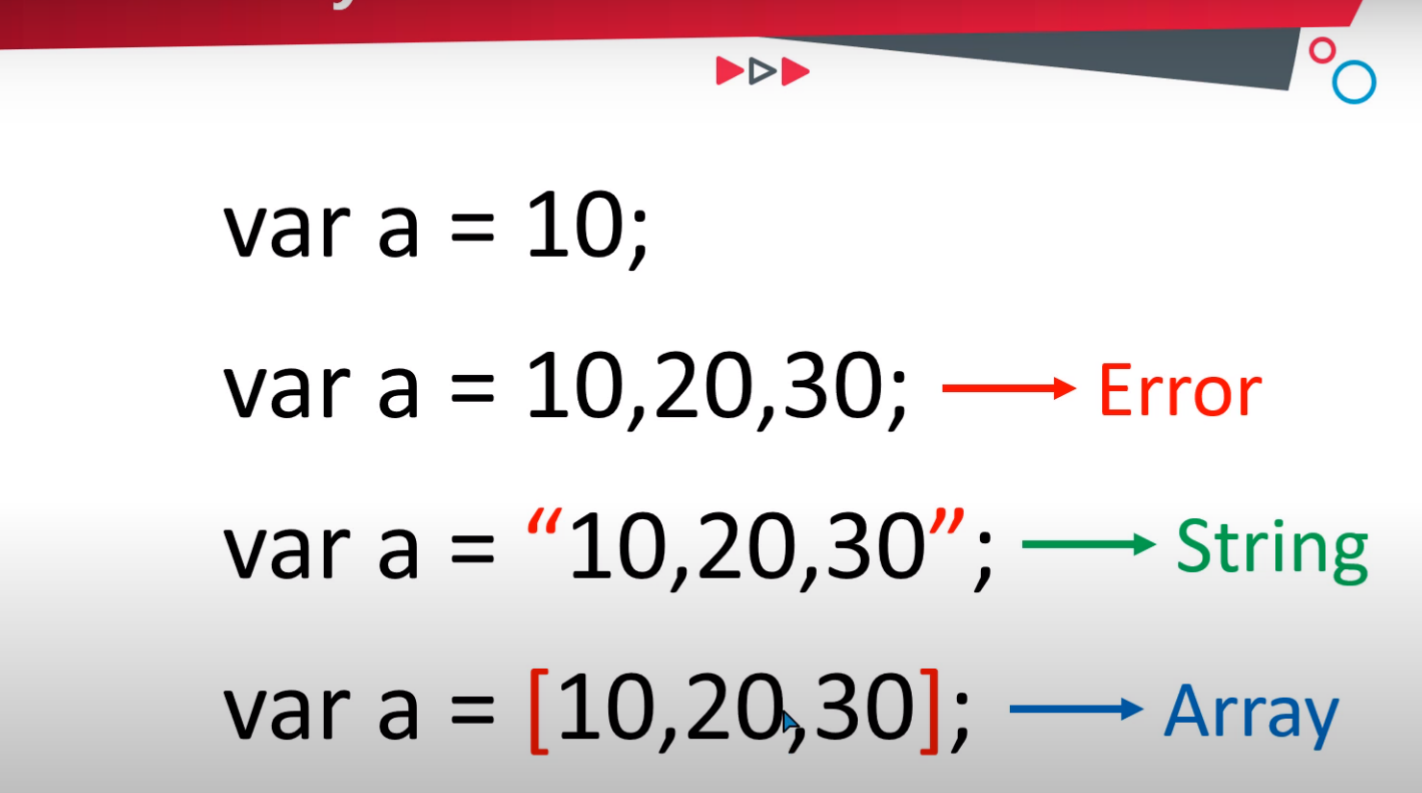 var a = 10;
var a = 10,20,30; Error
var a = “10,20,30”; String
var a = [10,20,30]; Array